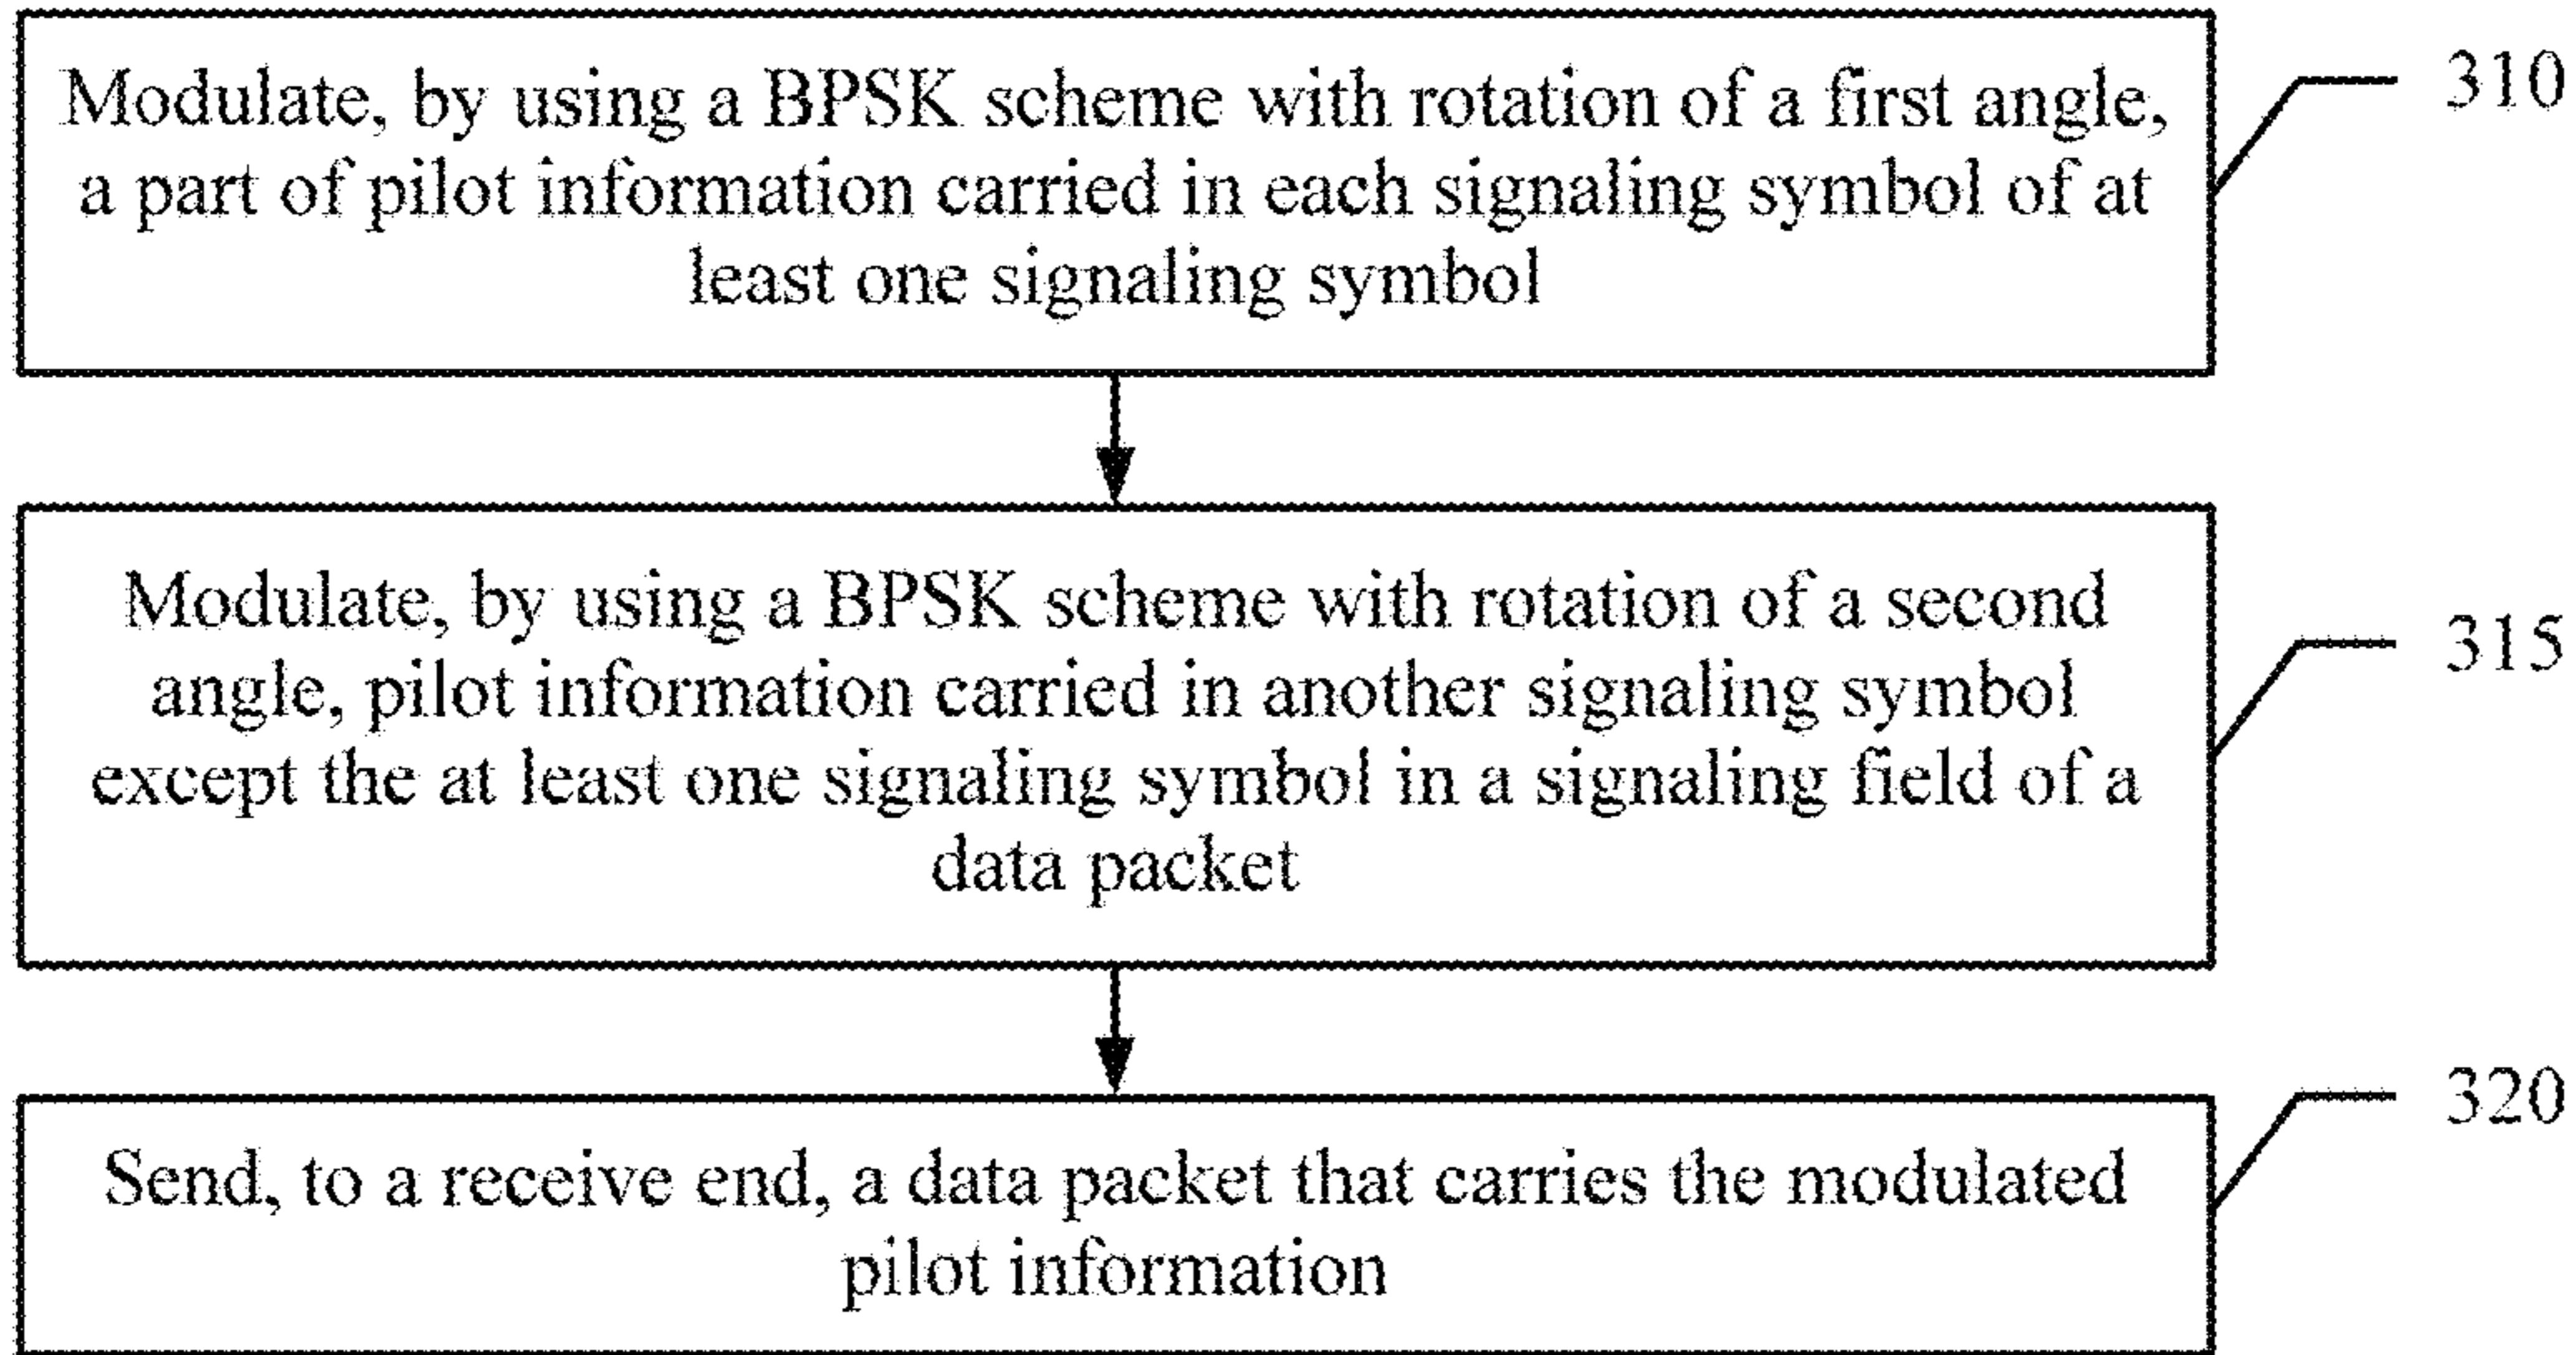 Modulate, by using a BPSK scheme with rotation of a first angle,
a part of pilot information carried in each signaling symbol of at
least one signaling symbol
310
Modulate, by using a BPSK scheme with rotation of a second
angle, pilot information carried in another signaling symbol
except the at least one signaling symbol in a signaling field of a
data packet
315
Send, to a receive end, a data packet that carries the modulated
pilot information
320